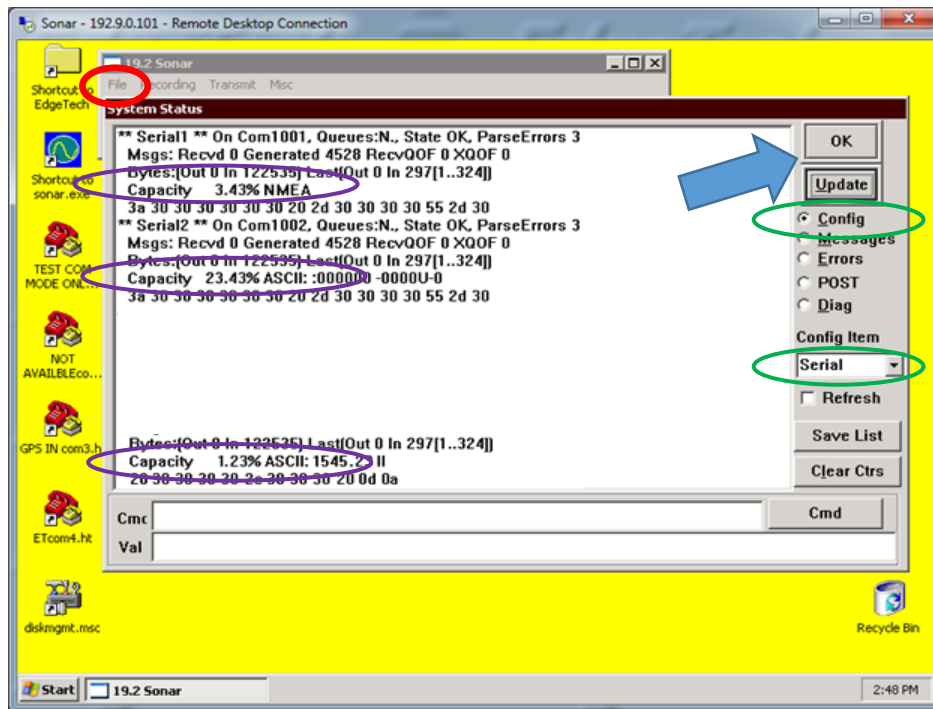 Sonar - 192.9.0.101 - Remote Desktop Connection
Shortcut to
EdgeTech
Shortcut to
sonar.exe
TEST COM
MODE ONL...
NOT
AVAILBLEco...
GPS IN com3.h
ETcom4.ht
diskmgmt.msc
19.2 Sonar
File Recording Transmit Misc
System Status
** Serial1 ** On Com1001, Queues:N., State OK, ParseErrors 3
Msgs: Recvd 0 Generated 4528 RecvQOF 0 XQOF 0
Bytes:[Out 0 In 122535] Last[Out 0 In 297[1..324]]
Capacity 3.43% NMEA
3a 30 30 30 30 30 30 20 2d 30 30 30 30 55 2d 30
** Serial2 ** On Com1002, Queues:N., State OK, ParseErrors 3
Msgs: Recvd 0 Generated 4528 RecvQOF 0 XQOF 0
Bytes:[Out 0 In 122535] Last[Out 0 In 297[1..324]]
Capacity 23.43% ASCII: :000000 -0000U-0
3a 30 30 30 30 30 30 20 2d 30 30 30 30 55 2d 30
Bytes:[Out 0 In 122535] Last[Out 0 In 297[1..324]]
Capacity 1.23% ASCII: 1545.23 II
20 30 30 30 30 2e 30 30 30 20 0d 0a
OK
Update
Config
Messages
Errors
POST
Diag
Config Item
Serial
Refresh
Save List
Clear Ctrs
Cmd
Val
Recycle Bin
Start
19.2 Sonar
2:48 PM